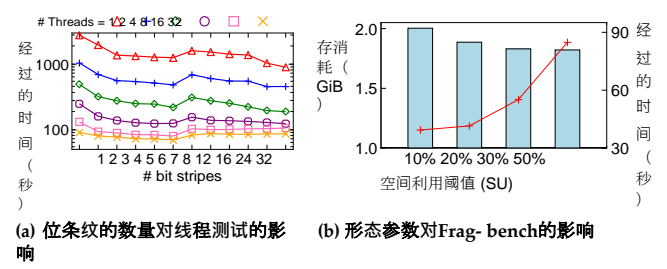 # Threads = 1 2 4 8 16 32
经过的时间(秒)
1000
100
1 2 3 4 5 6 7 8 12 16 24 32
# bit stripes
(a) 位条纹的数量对线程测试的影响
存消耗(GiB)
2.0
1.5
1.0
90
60
30
经过的时间(秒)
10% 20% 30% 50%
空间利用阈值 (SU)
(b) 形态参数对Frag- bench的影响